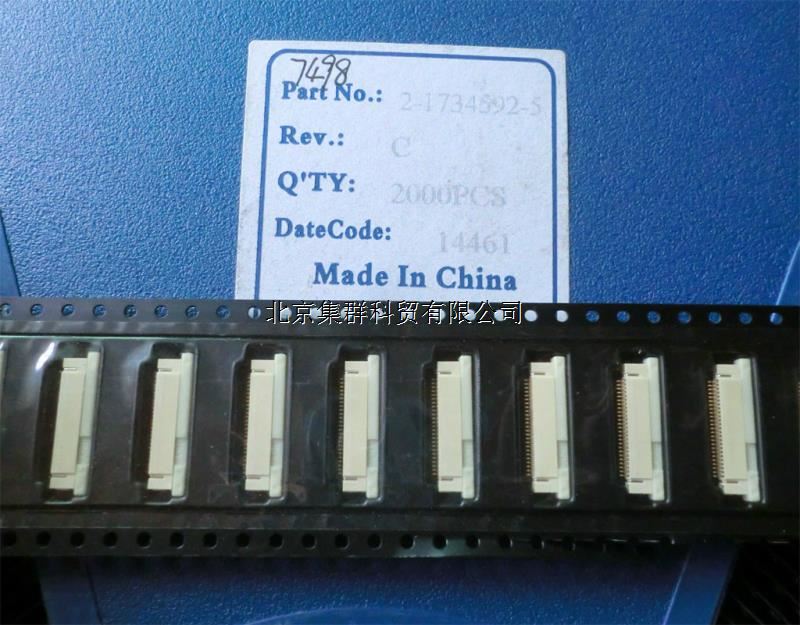 7498
Part No.: 2-1734592-5
Rev.: C
Q'TY: 2000PCS
DateCode: 14461
Made In China
北京集群科贸有限公司